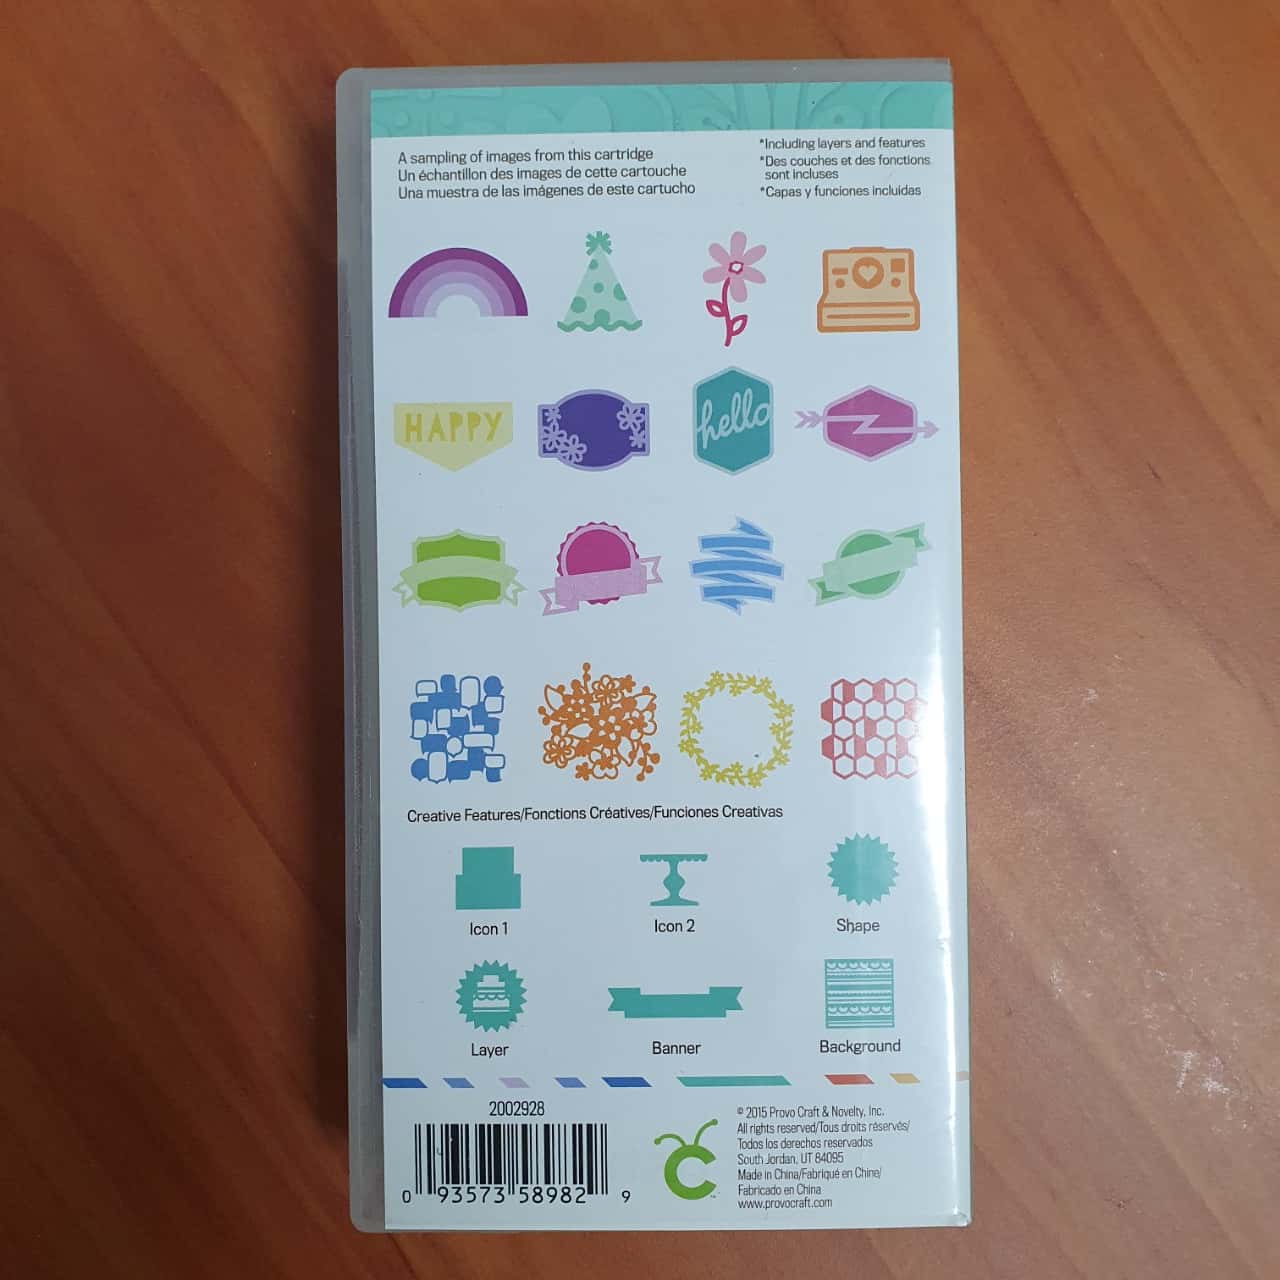 A sampling of images from this cartridge
Un échantillon des images de cette cartouche
Una muestra de las imágenes de este cartucho
*Including layers and features
*Des couches et des fonctions
sont incluses
*Capas y funciones incluidas
HAPPY
hello
Creative Features/Fonctions Créatives/Funciones Creativas
Icon 1
Icon 2
Shape
Layer
Banner
Background
2002928
0 93573 58982 9
© 2015 Provo Craft & Novelty, Inc.
All rights reserved/Tous droits réservés/
Todos los derechos reservados
South Jordan, UT 84095
Made in China/Fabriqué en Chine/
Fabricado en China
www.provocraft.com